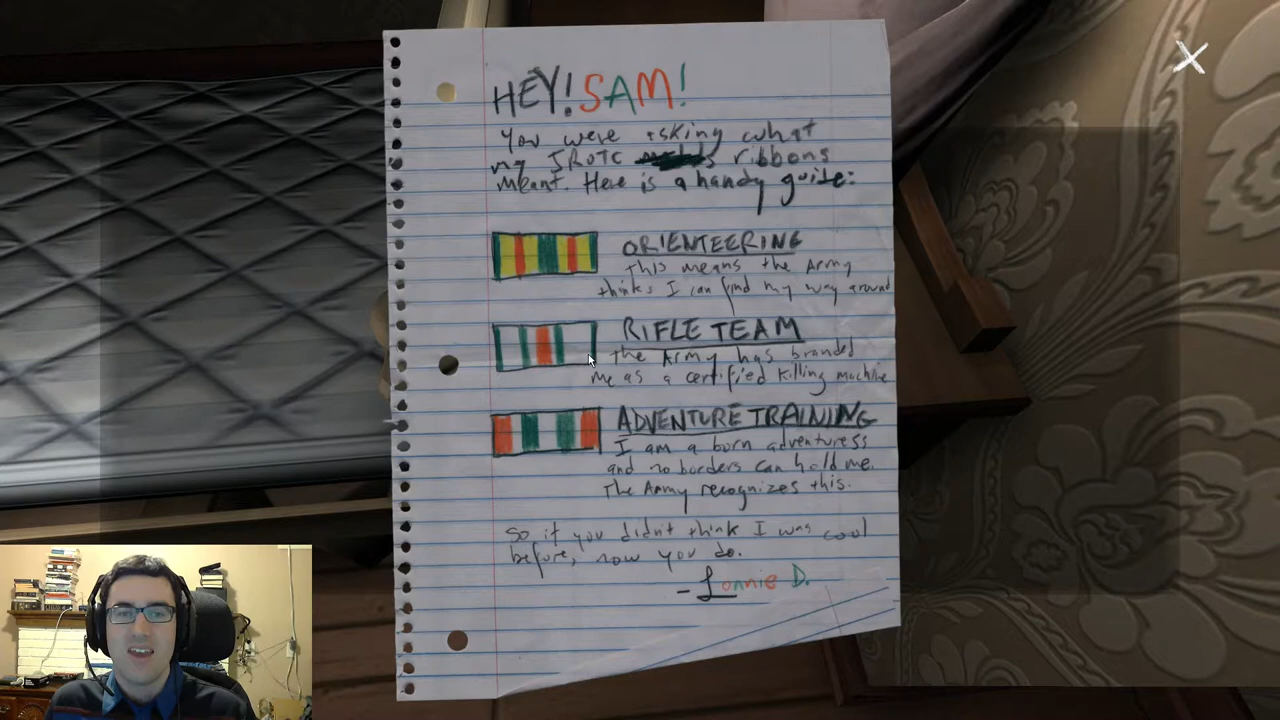 HEY! SAM!
You were asking what
my JROTC ribbons
meant. Here is a handy guide:
ORIENTEERING
This means the Army
thinks I can find my way around
RIFLE TEAM
The Army has branded
me as a certified killing machine
ADVENTURE TRAINING
I am a born adventuress
and no borders can hold me.
The Army recognizes this.
So if you didn't think I was cool
before, now you do.
- Lonnie D.